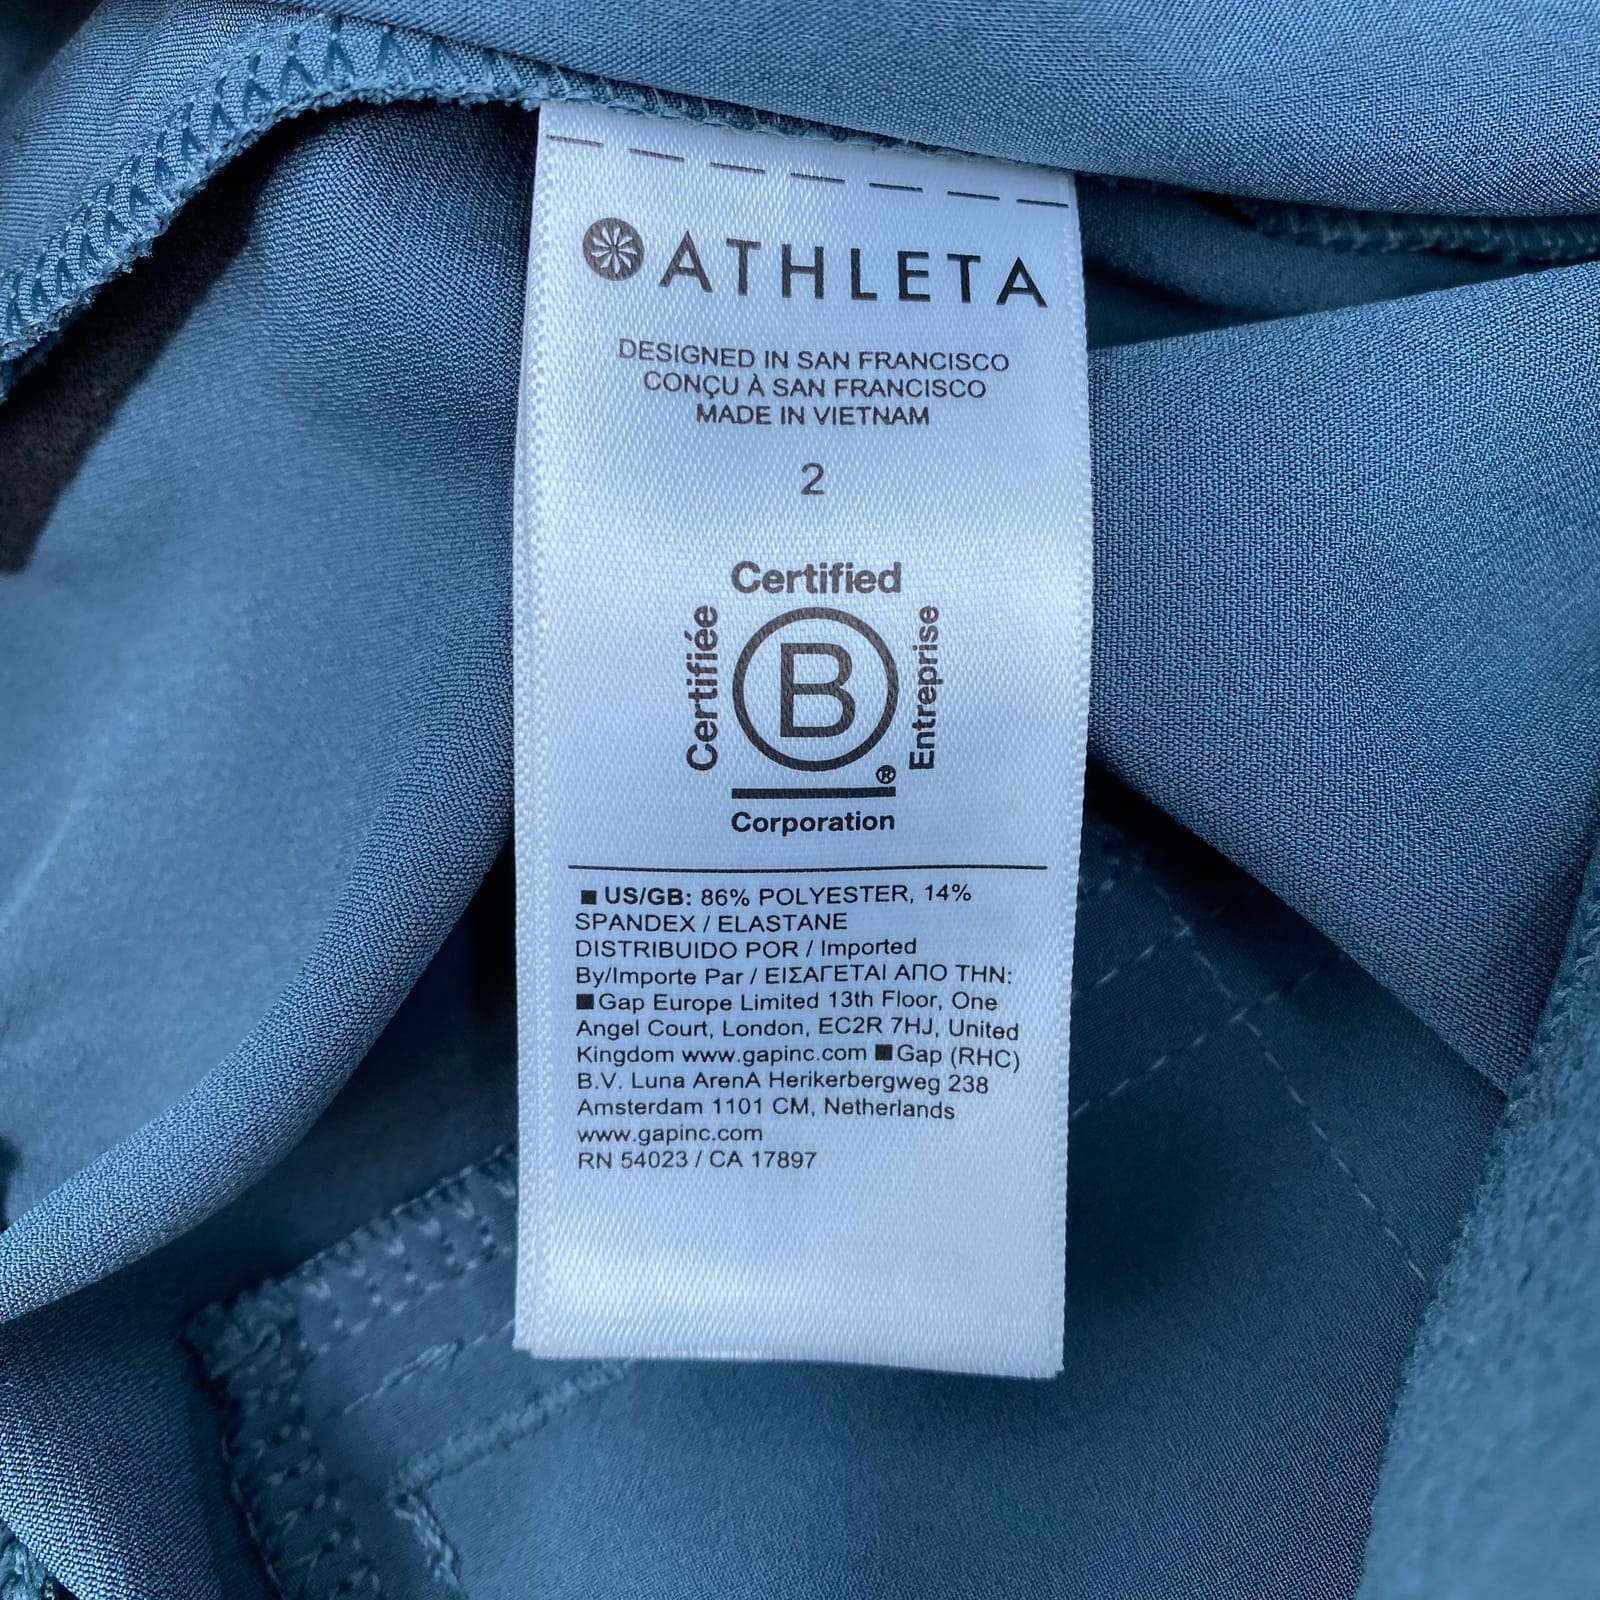 ATHLETA
DESIGNED IN SAN FRANCISCO
CONÇU À SAN FRANCISCO
MADE IN VIETNAM
2
Certified
Certifiée
B
Entreprise
®
Corporation
■ US/GB: 86% POLYESTER, 14%
SPANDEX / ELASTANE
DISTRIBUIDO POR / Imported
By/Importe Par / ΕΙΣΑΓΕΤΑΙ ΑΠΟ ΤΗΝ:
■ Gap Europe Limited 13th Floor, One
Angel Court, London, EC2R 7HJ, United
Kingdom www.gapinc.com ■ Gap (RHC)
B.V. Luna ArenA Herikerbergweg 238
Amsterdam 1101 CM, Netherlands
www.gapinc.com
RN 54023 / CA 17897